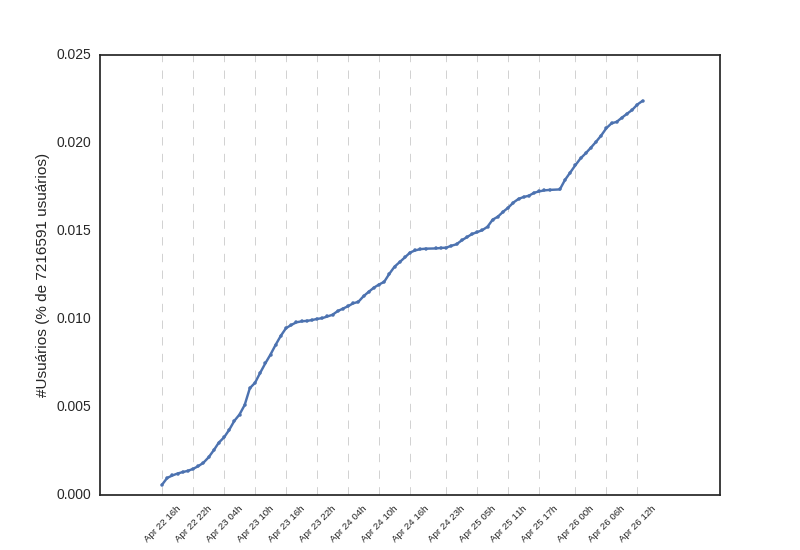 0.025
0.020
0.015
0.010
0.005
0.000
#Usuários (% de 7216591 usuários)
Apr 22 16h
Apr 22 22h
Apr 23 04h
Apr 23 10h
Apr 23 16h
Apr 23 22h
Apr 24 04h
Apr 24 10h
Apr 24 16h
Apr 24 23h
Apr 25 05h
Apr 25 11h
Apr 25 17h
Apr 26 00h
Apr 26 06h
Apr 26 12h